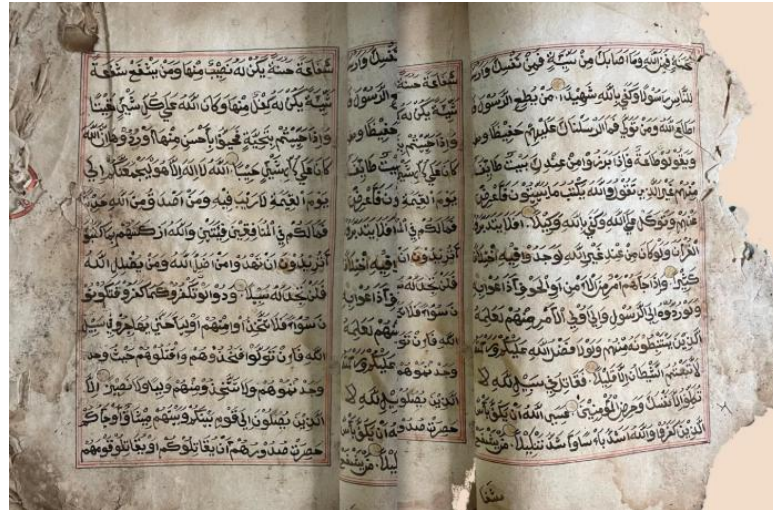 حسنة فمن الله وما اصابك من سيئة فمن نفسك
للناس رسولا وكفى بالله شهيدا من يطع الرسول
اطاع الله ومن تولى فما ارسلناك عليهم حفيظا
ويقولون طاعة فاذا برزوا من عندك بيت طايفة
منهم غير الذي تقول والله يكتب ما يبيتون فاعرض
عنهم وتوكل على الله وكفى بالله وكيلا افلا يتدبرون
القرآن ولو كان من عند غير الله لوجدوا فيه
كثيرا واذا جاءهم امر من الامن او الخوف اذاعوا به
ولو ردوه الى الرسول والى اولي الامر منهم لعلمه
الذين يستنبطونه منهم ولولا فضل الله عليكم
لاتبعتم الشيطان الا قليلا فقاتل في سبيل الله لا
تكلف الا نفسك وحرض المؤمنين عسى الله ان يكف بأس
الذين كفروا والله اشد بأسا واشد تنكيلا من يشفع
شفا
شفاعة حسنة يكن له نصيب منها ومن يشفع شفعة
سيئة يكن له كفل منها وكان الله على كل شيء مقيتا
واذا حييتم بتحية فحيوا باحسن منها او ردوها ان الله
كان على كل شيء حسيبا الله لا اله الا هو ليجمعنكم الى
يوم القيمة لا ريب فيه ومن اصدق من الله حديثا
فما لكم في المنافقين فئتين والله اركسهم بما كسبوا
أتريدون ان تهدوا من اضل الله ومن يضلل الله
فلن تجد له سبيلا ودوا لو تكفرون كما كفروا فتكونو
ن سواء فلا تتخذوا منهم اولياء حتى يهاجروا في سبيل
الله فان تولوا فخذوهم واقتلوهم حيث وجد
وجدتموهم ولا تتخذوا منهم وليا ولا نصيرا الا
الذين يصلون الى قوم بينكم وبينهم ميثاق أو جاءوكم
حصرت صدورهم أن يقاتلوكم او يقاتلوا قومهم